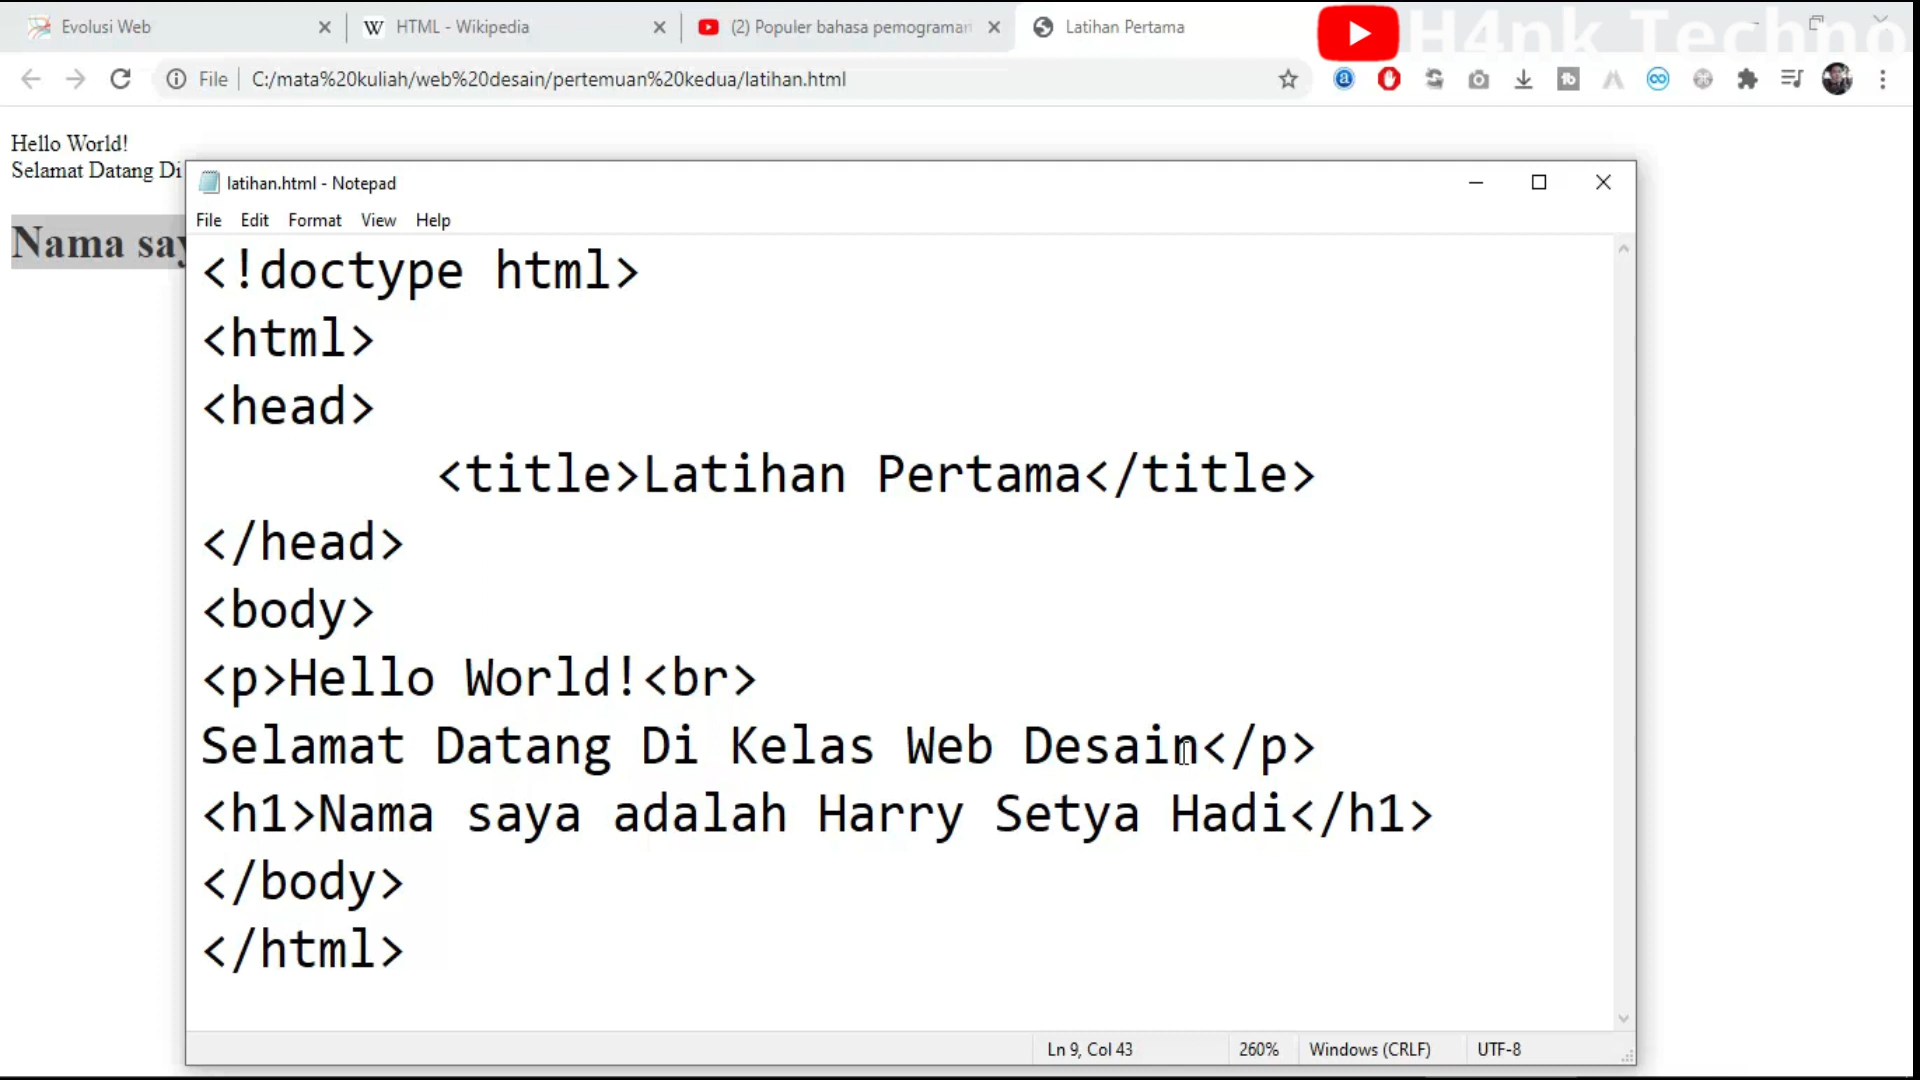 Evolusi Web
HTML - Wikipedia
(2) Populer bahasa pemograman
Latihan Pertama
H4nk Techno
File
C:/mata%20kuliah/web%20desain/pertemuan%20kedua/latihan.html
Hello World!
Selamat Datang Di
Nama say
latihan.html - Notepad
File Edit Format View Help
<!doctype html>
<html>
<head>
<title>Latihan Pertama</title>
</head>
<body>
<p>Hello World!<br>
Selamat Datang Di Kelas Web Desain</p>
<h1>Nama saya adalah Harry Setya Hadi</h1>
</body>
</html>
Ln 9, Col 43
260%
Windows (CRLF)
UTF-8